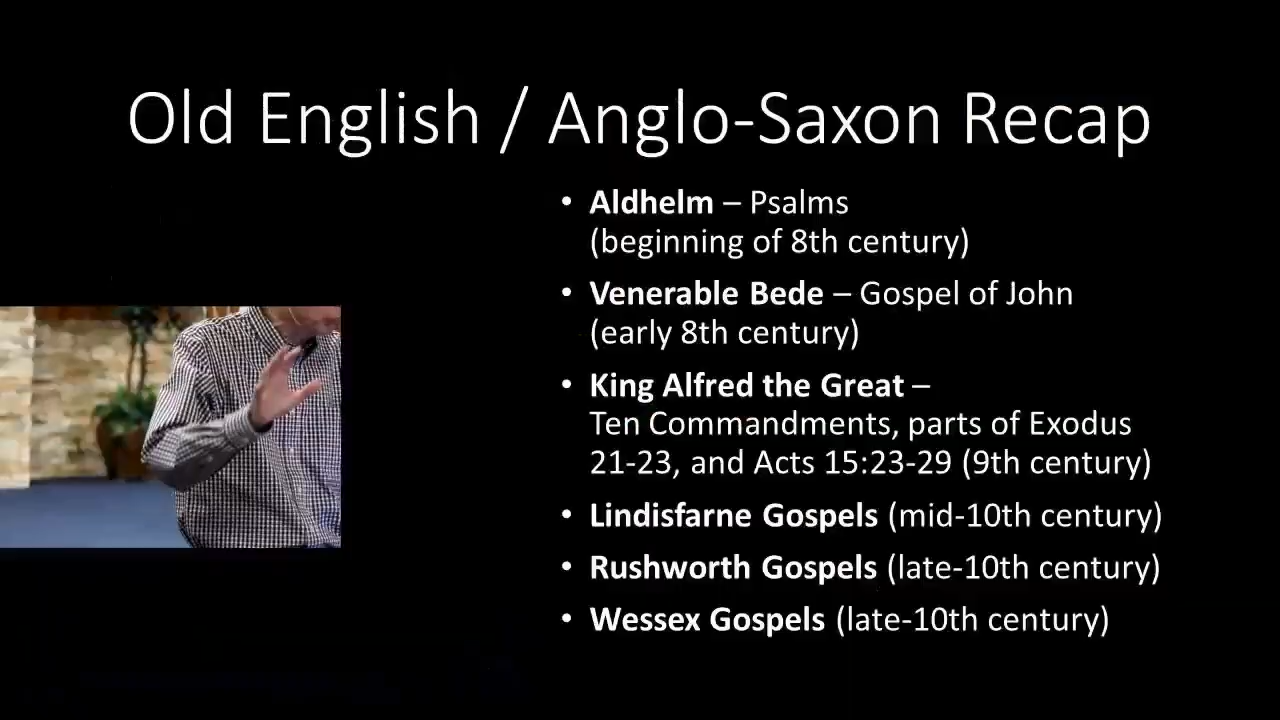 Old English / Anglo-Saxon Recap
• Aldhelm – Psalms
(beginning of 8th century)
• Venerable Bede – Gospel of John
(early 8th century)
• King Alfred the Great –
Ten Commandments, parts of Exodus
21-23, and Acts 15:23-29 (9th century)
• Lindisfarne Gospels (mid-10th century)
• Rushworth Gospels (late-10th century)
• Wessex Gospels (late-10th century)